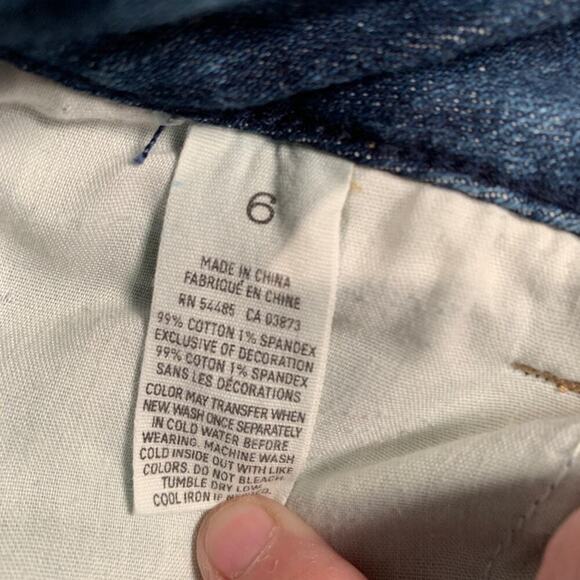 6
MADE IN CHINA
FABRIQUÉ EN CHINE
RN 54485 CA 03873
99% COTTON 1% SPANDEX
EXCLUSIVE OF DECORATION
99% COTON 1% SPANDEX
SANS LES DÉCORATIONS
COLOR MAY TRANSFER WHEN
NEW. WASH ONCE SEPARATELY
IN COLD WATER BEFORE
WEARING. MACHINE WASH
COLD INSIDE OUT WITH LIKE
COLORS. DO NOT BLEACH.
TUMBLE DRY LOW.
COOL IRON IF